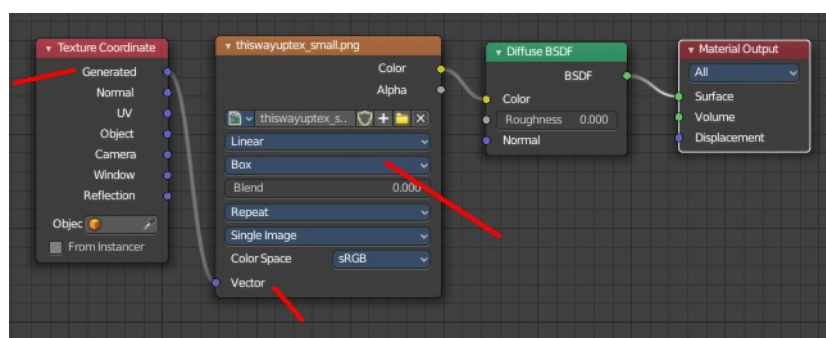 Texture Coordinate
Generated
Normal
UV
Object
Camera
Window
Reflection
Objec
From Instancer
thiswayuptex_small.png
Color
Alpha
thiswayuptex_s..
Linear
Box
Blend 0.000
Repeat
Single Image
Color Space sRGB
Vector
Diffuse BSDF
BSDF
Color
Roughness 0.000
Normal
Material Output
All
Surface
Volume
Displacement